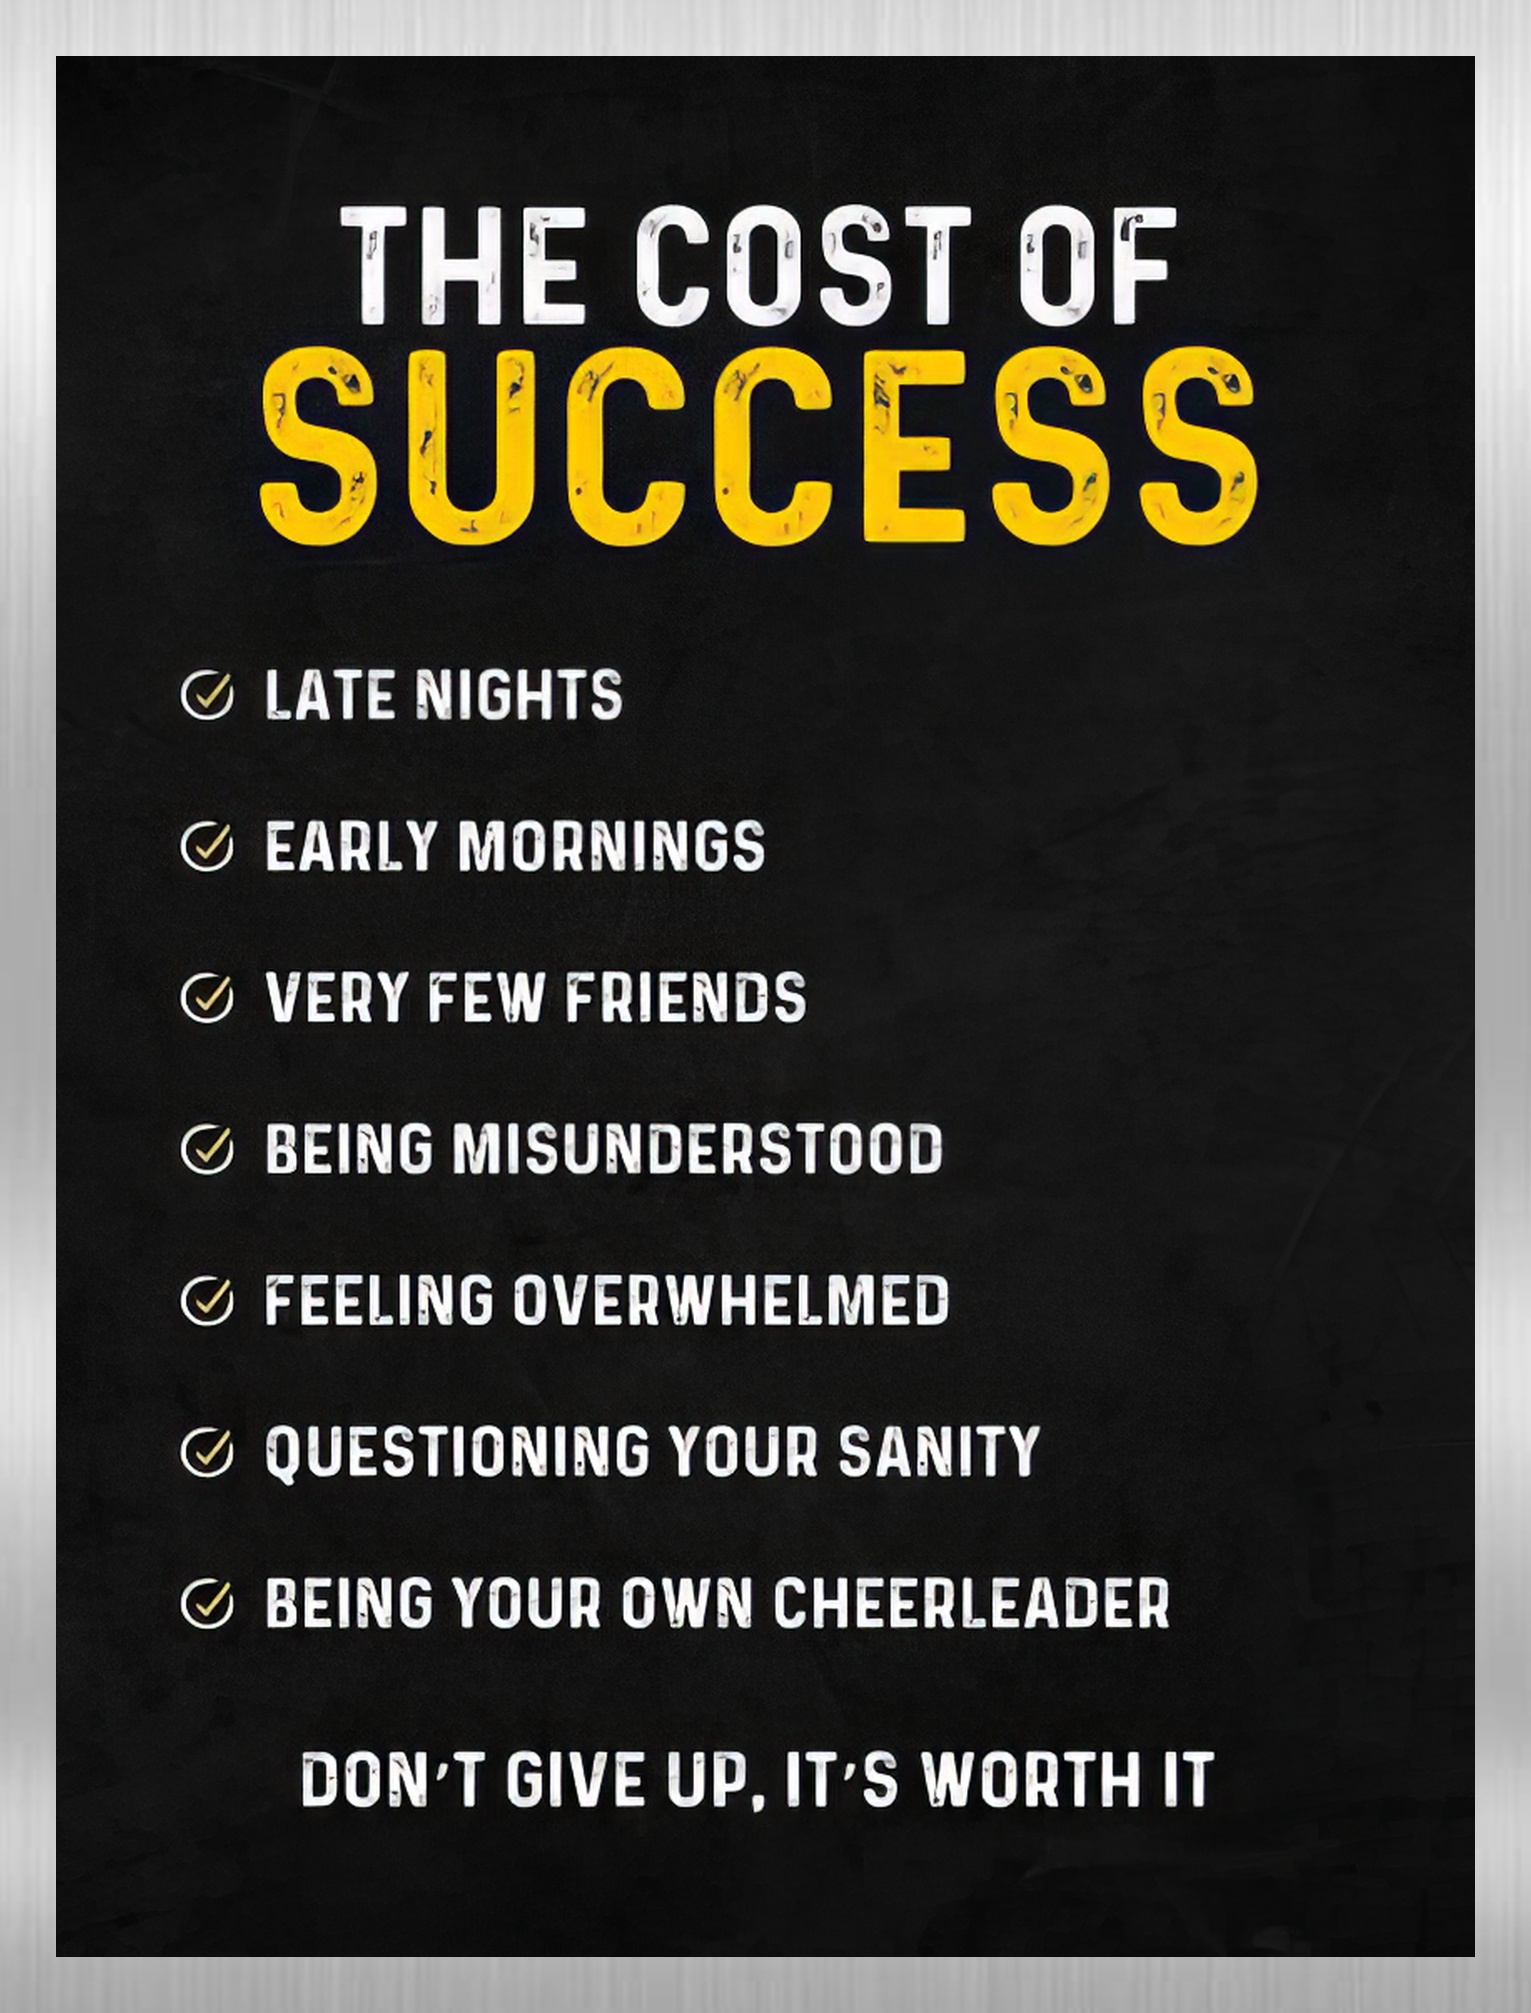 THE COST OF
SUCCESS
LATE NIGHTS
EARLY MORNINGS
VERY FEW FRIENDS
BEING MISUNDERSTOOD
FEELING OVERWHELMED
QUESTIONING YOUR SANITY
BEING YOUR OWN CHEERLEADER
DON'T GIVE UP, IT'S WORTH IT